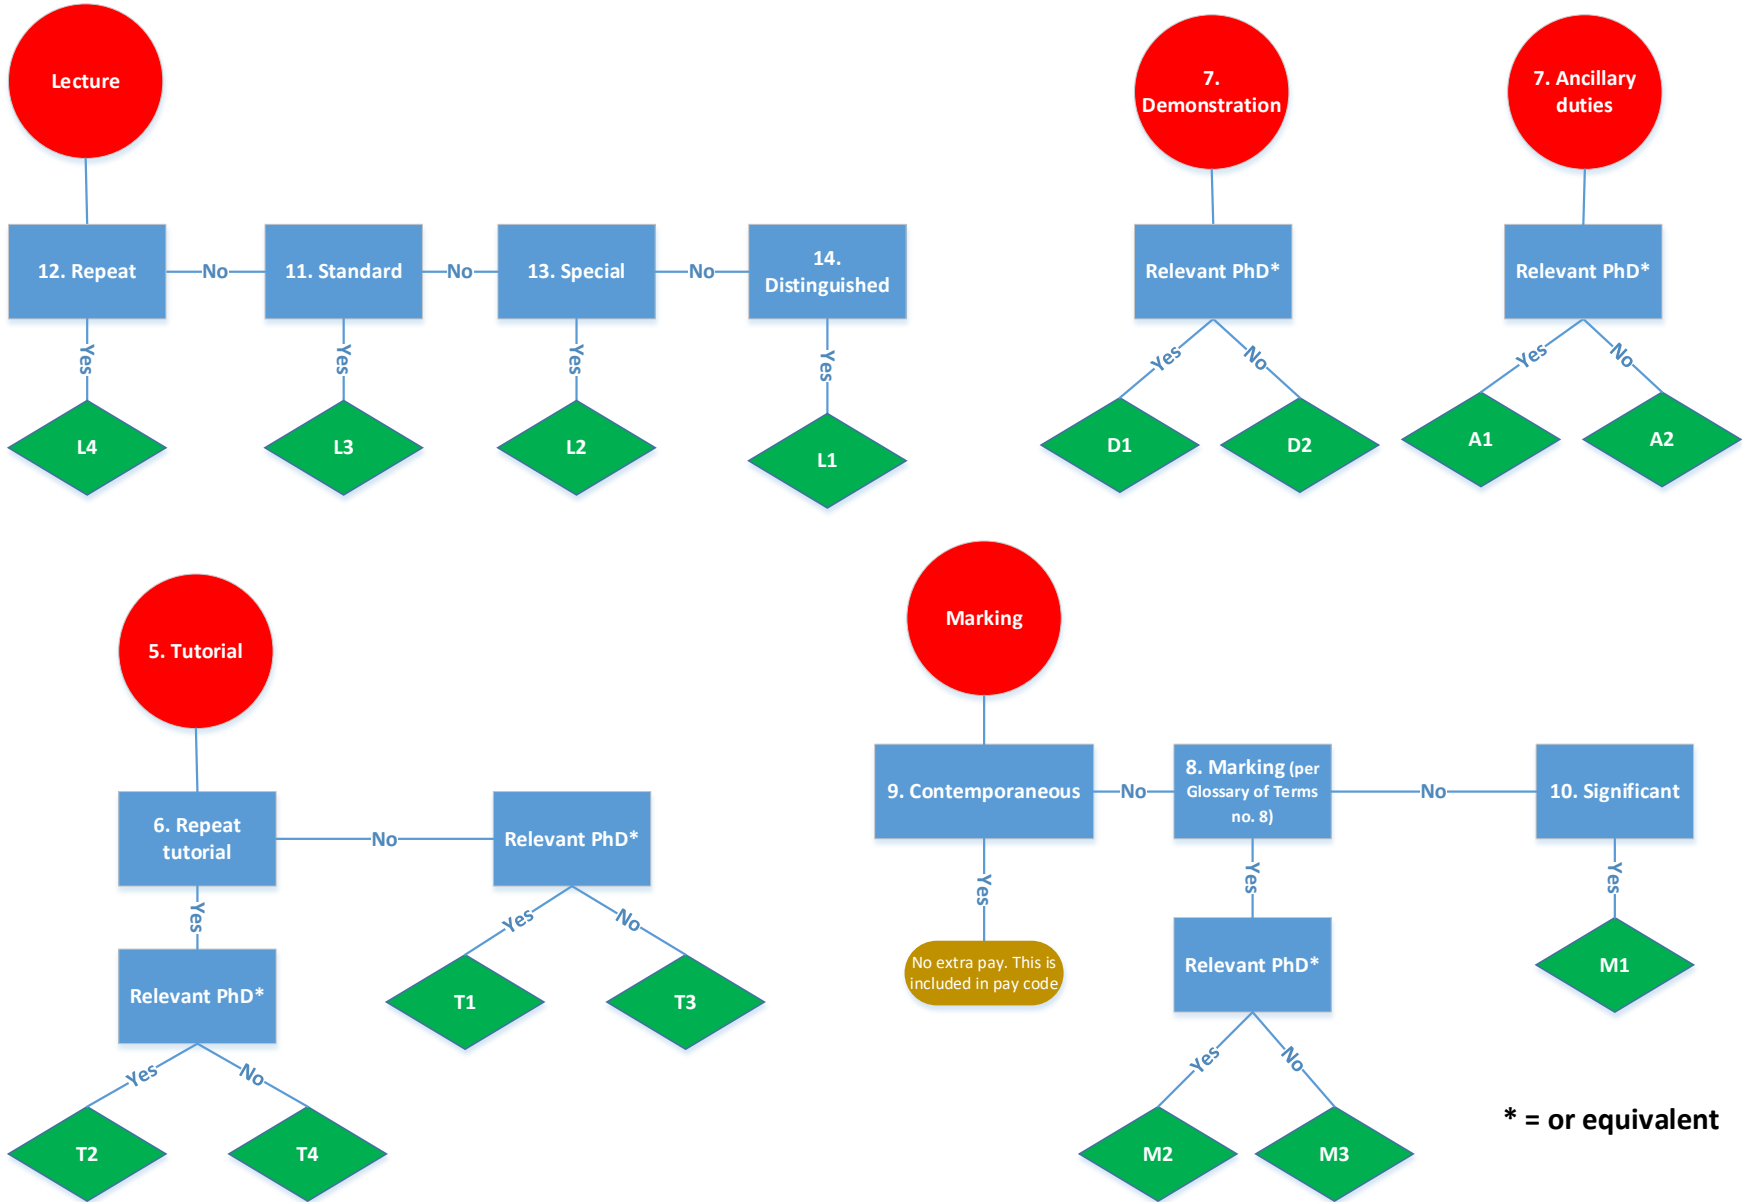 Lecture
12. Repeat
No
11. Standard
No
13. Special
No
14.
Distinguished
Yes
Yes
Yes
Yes
L4
L3
L2
L1
7.
Demonstration
Relevant PhD*
Yes
No
D1
D2
7. Ancillary
duties
Relevant PhD*
Yes
No
A1
A2
5. Tutorial
6. Repeat
tutorial
No
Relevant PhD*
Yes
Yes
No
T1
T3
Relevant PhD*
Yes
No
T2
T4
Marking
9. Contemporaneous
No
8. Marking (per
Glossary of Terms
no. 8)
No
10. Significant
Yes
Yes
Yes
No extra pay. This is
included in pay code
Relevant PhD*
M1
Yes
No
M2
M3
* = or equivalent